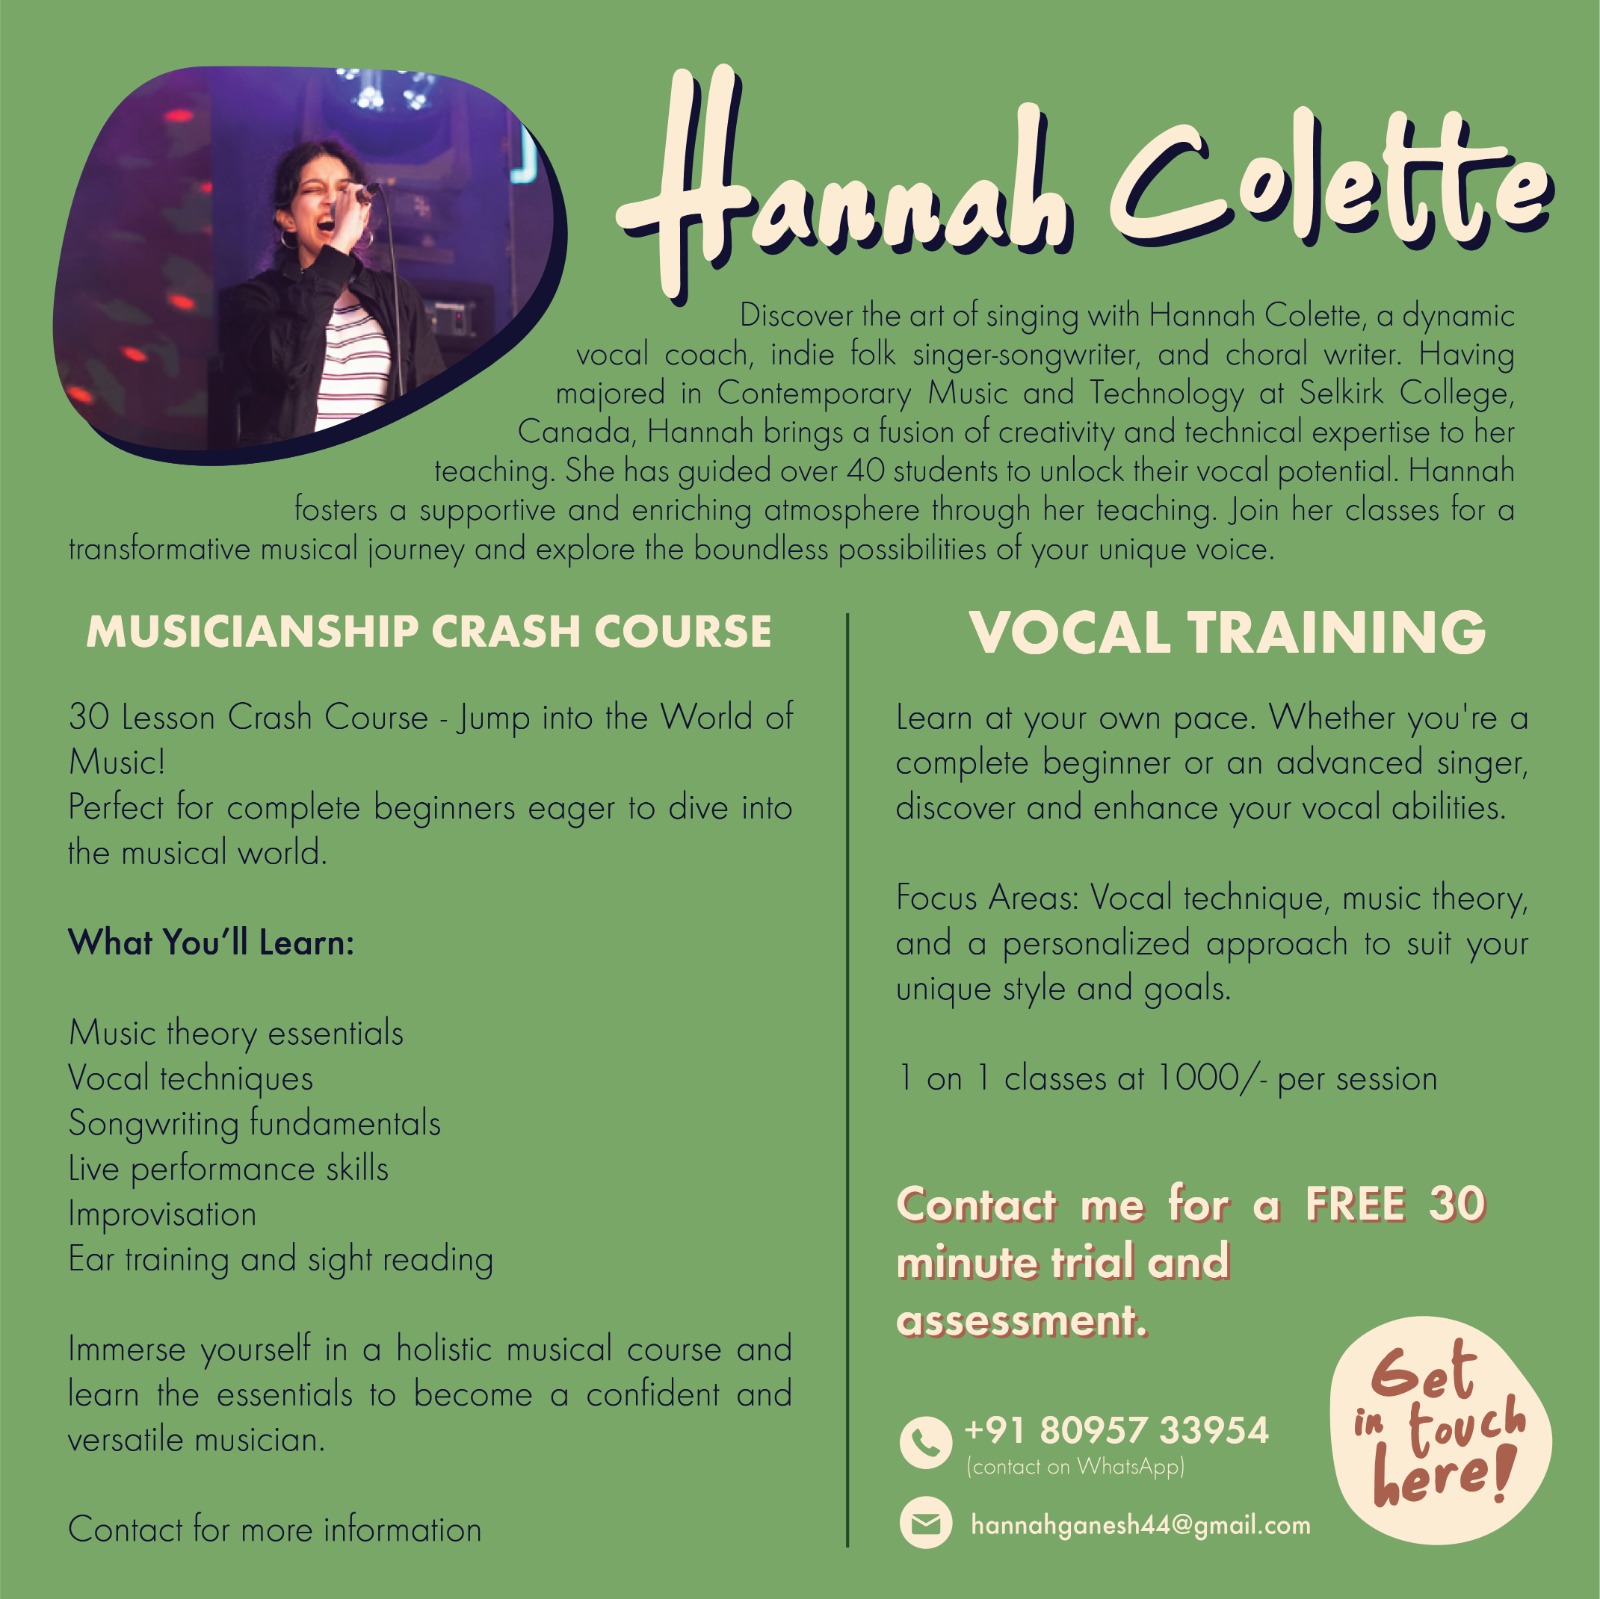 Hannah Colette
Discover the art of singing with Hannah Colette, a dynamic
vocal coach, indie folk singer-songwriter, and choral writer. Having
majored in Contemporary Music and Technology at Selkirk College,
Canada, Hannah brings a fusion of creativity and technical expertise to her
teaching. She has guided over 40 students to unlock their vocal potential. Hannah
fosters a supportive and enriching atmosphere through her teaching. Join her classes for a
transformative musical journey and explore the boundless possibilities of your unique voice.
MUSICIANSHIP CRASH COURSE
30 Lesson Crash Course - Jump into the World of
Music!
Perfect for complete beginners eager to dive into
the musical world.
What You’ll Learn:
Music theory essentials
Vocal techniques
Songwriting fundamentals
Live performance skills
Improvisation
Ear training and sight reading
Immerse yourself in a holistic musical course and
learn the essentials to become a confident and
versatile musician.
Contact for more information
VOCAL TRAINING
Learn at your own pace. Whether you're a
complete beginner or an advanced singer,
discover and enhance your vocal abilities.
Focus Areas: Vocal technique, music theory,
and a personalized approach to suit your
unique style and goals.
1 on 1 classes at 1000/- per session
Contact me for a FREE 30
minute trial and
assessment.
+91 80957 33954
(contact on WhatsApp)
hannahganesh44@gmail.com
Get
in touch
here!